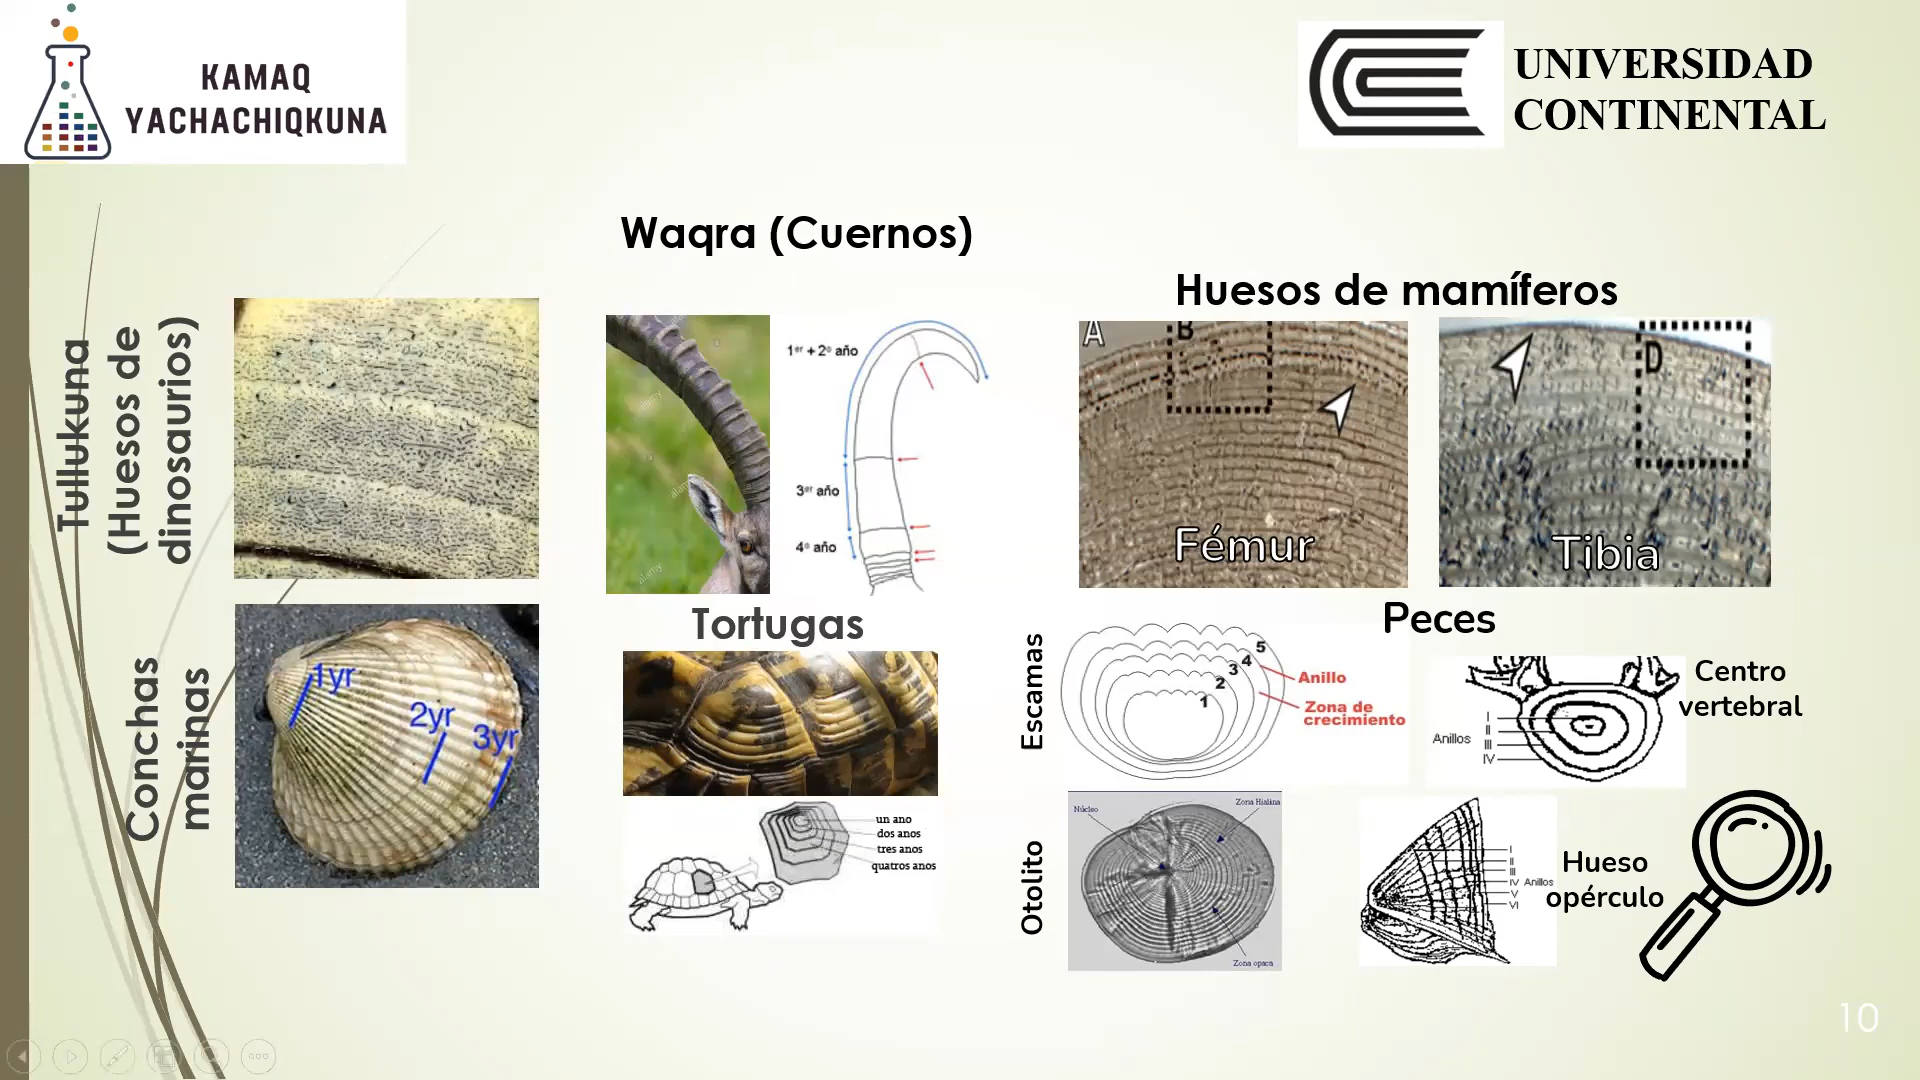 KAMAQ
YACHACHIQKUNA
UNIVERSIDAD
CONTINENTAL
Tullukuna
(Huesos de
dinosaurios)
Conchas
marinas
1yr
2yr
3yr
Waqra (Cuernos)
alamy
1er + 2º año
3er año
4º año
Tortugas
un ano
dos anos
tres anos
quatros anos
Huesos de mamíferos
A
B
Fémur
D
Tibia
Peces
Escamas
1
2
3
4
5
Anillo
Zona de
crecimiento
Centro
vertebral
Anillos
I
II
III
IV
Otolito
Núcleo
Zona Hialina
Zona opaca
I
II
III
IV Anillos
V
VI
Hueso
opérculo
10